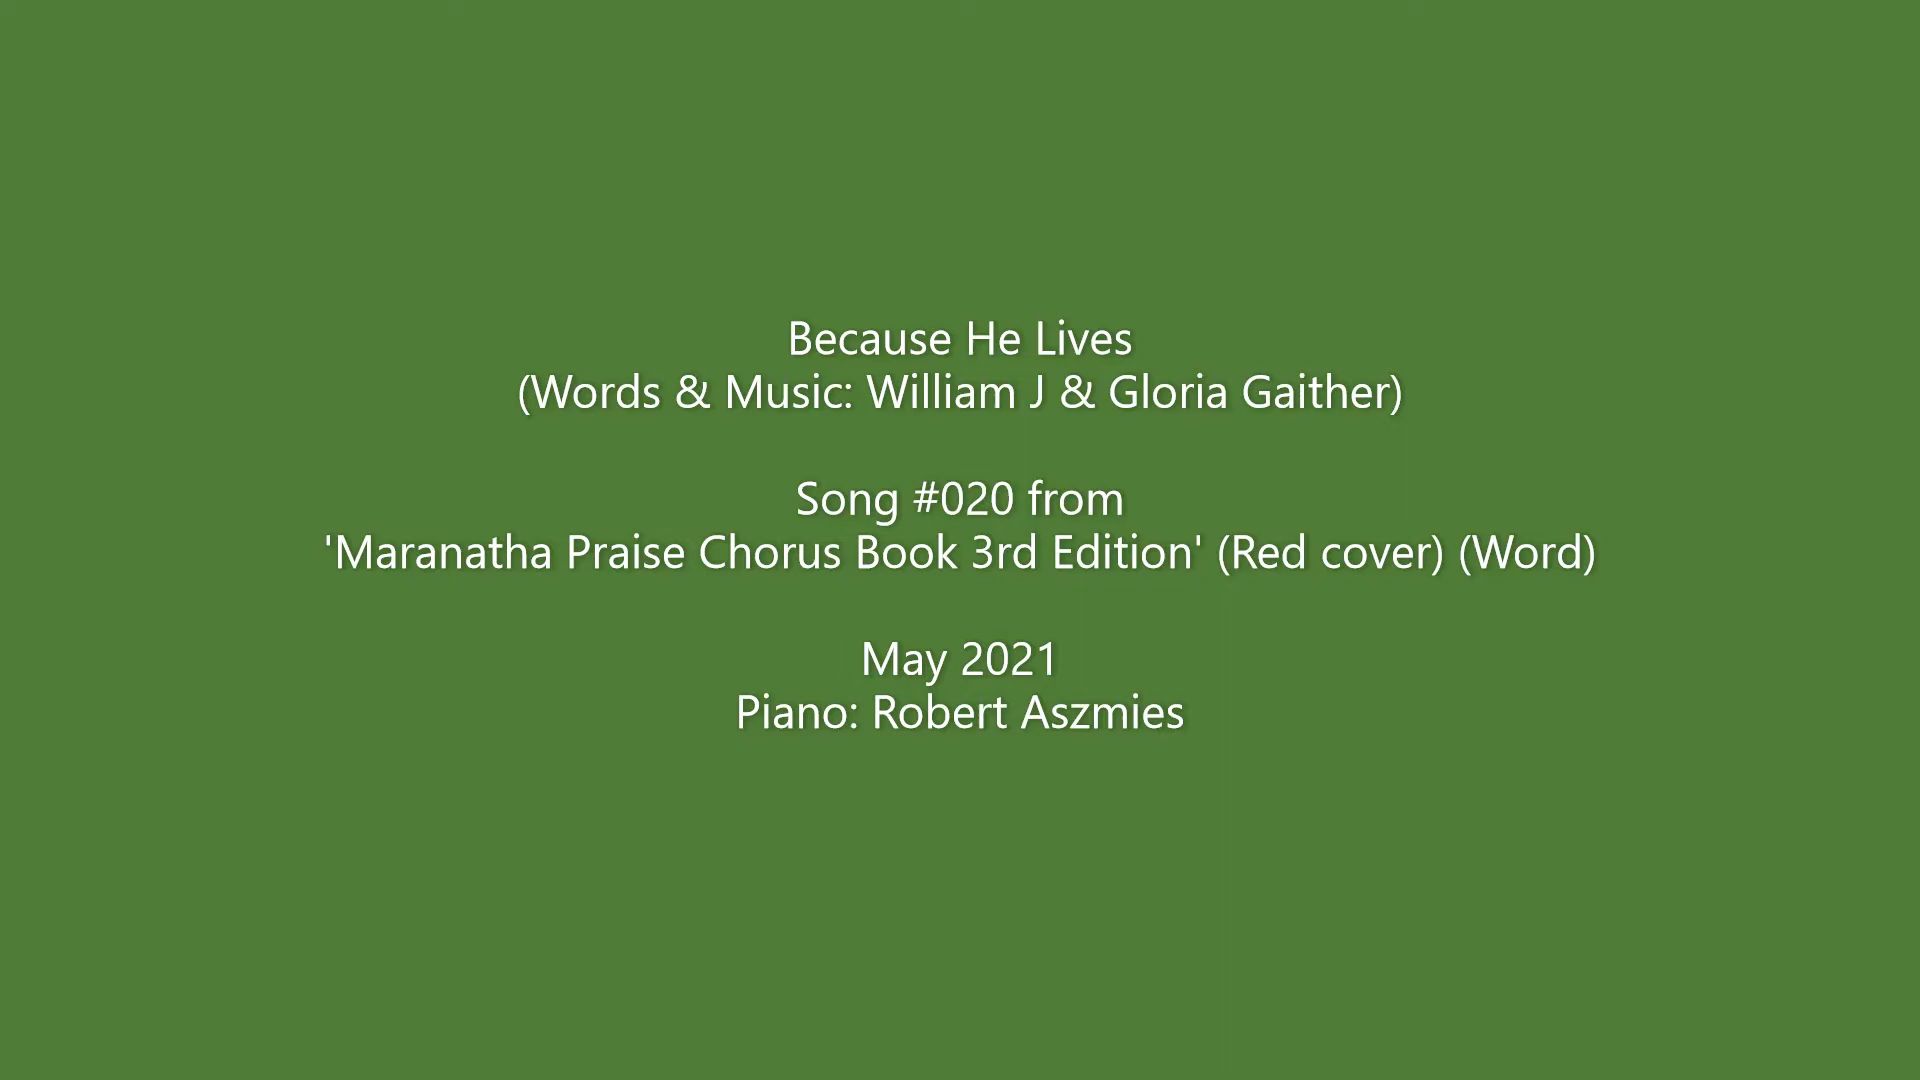 Because He Lives
(Words & Music: William J & Gloria Gaither)
Song #020 from
'Maranatha Praise Chorus Book 3rd Edition' (Red cover) (Word)
May 2021
Piano: Robert Aszmies